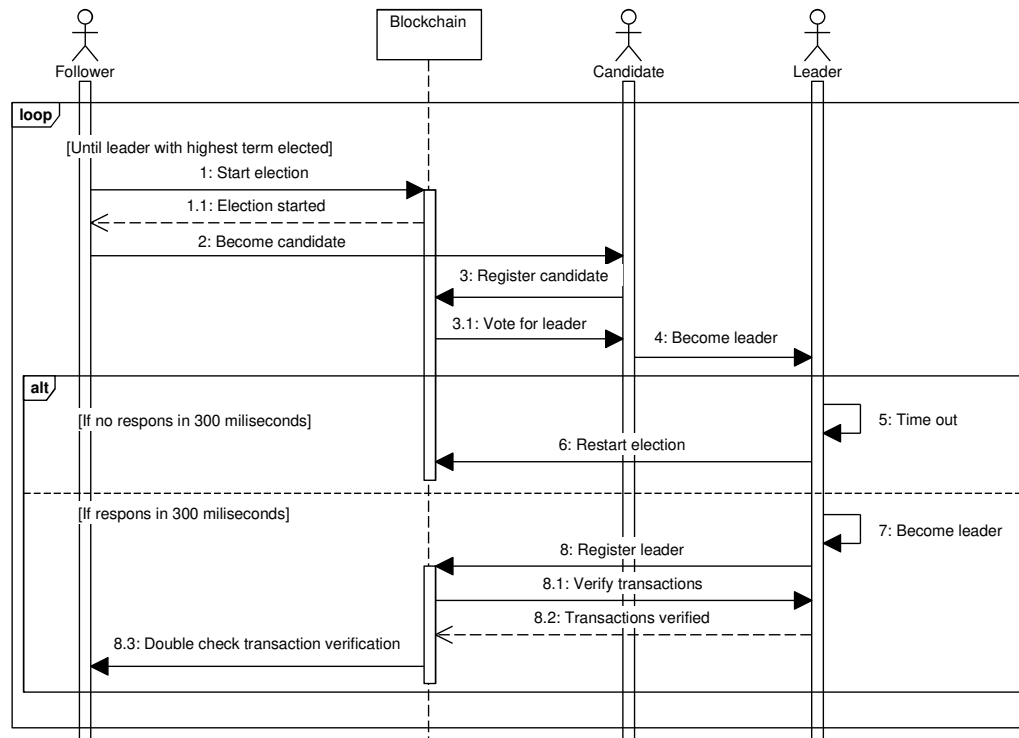 Blockchain
Follower
Candidate
Leader
loop
[Until leader with highest term elected]
1: Start election
1.1: Election started
2: Become candidate
3: Register candidate
3.1: Vote for leader
4: Become leader
alt
[If no respons in 300 miliseconds]
5: Time out
6: Restart election
[If respons in 300 miliseconds]
7: Become leader
8: Register leader
8.1: Verify transactions
8.2: Transactions verified
8.3: Double check transaction verification